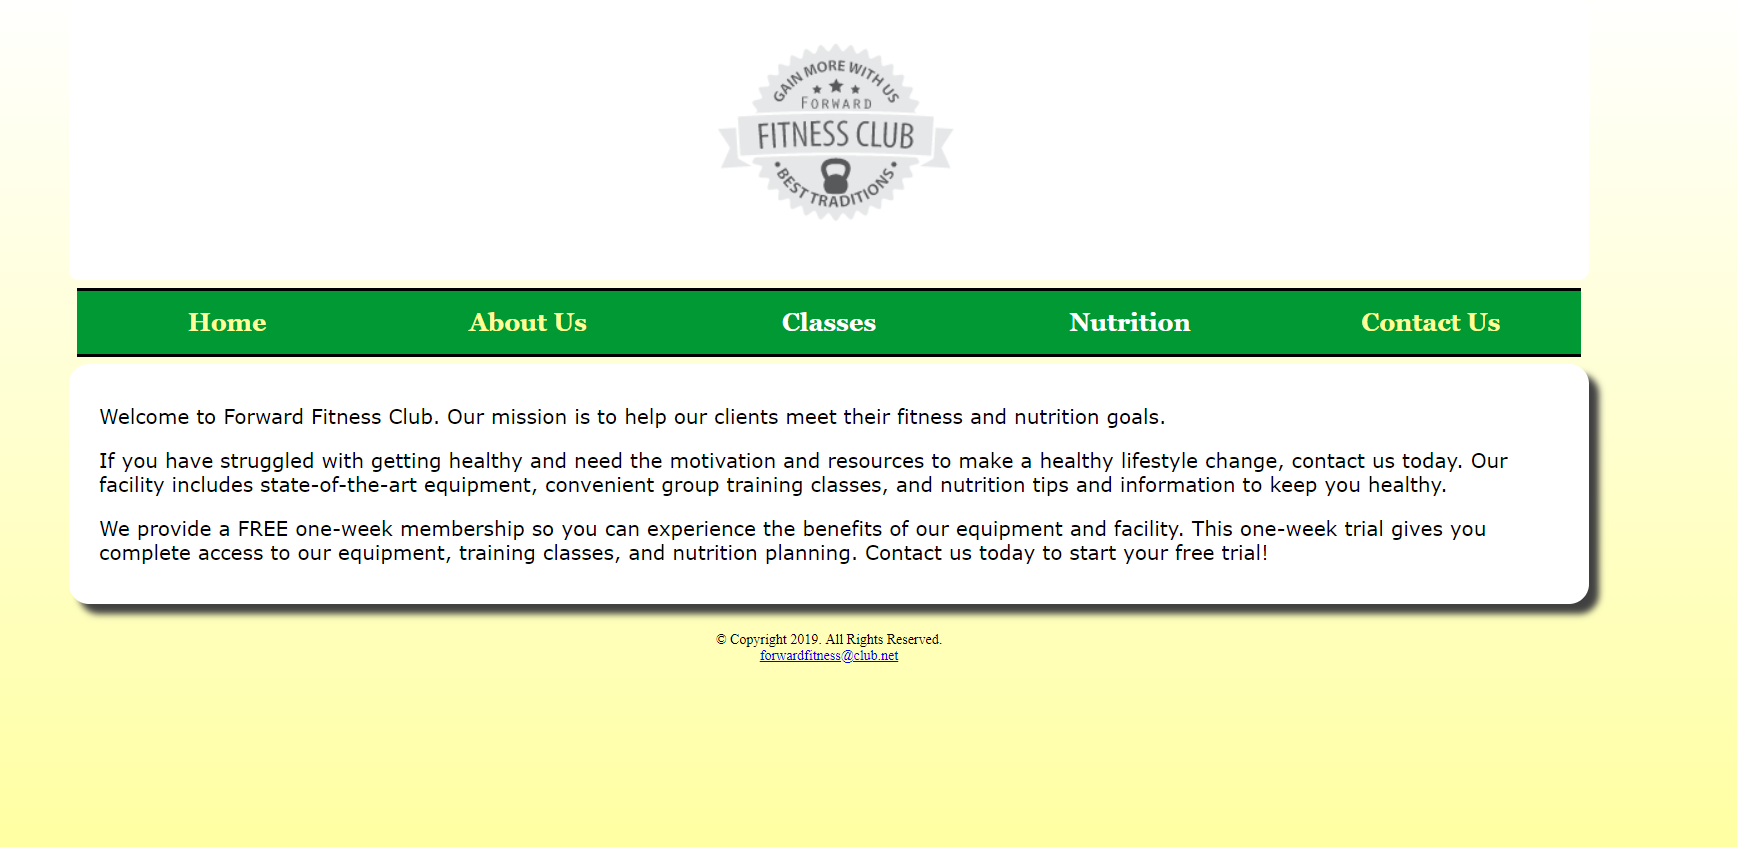 GAIN MORE WITH US
FORWARD
FITNESS CLUB
BEST TRADITIONS
Home About Us Classes Nutrition Contact Us
Welcome to Forward Fitness Club. Our mission is to help our clients meet their fitness and nutrition goals.
If you have struggled with getting healthy and need the motivation and resources to make a healthy lifestyle change, contact us today. Our
facility includes state-of-the-art equipment, convenient group training classes, and nutrition tips and information to keep you healthy.
We provide a FREE one-week membership so you can experience the benefits of our equipment and facility. This one-week trial gives you
complete access to our equipment, training classes, and nutrition planning. Contact us today to start your free trial!
© Copyright 2019. All Rights Reserved.
forwardfitness@club.net